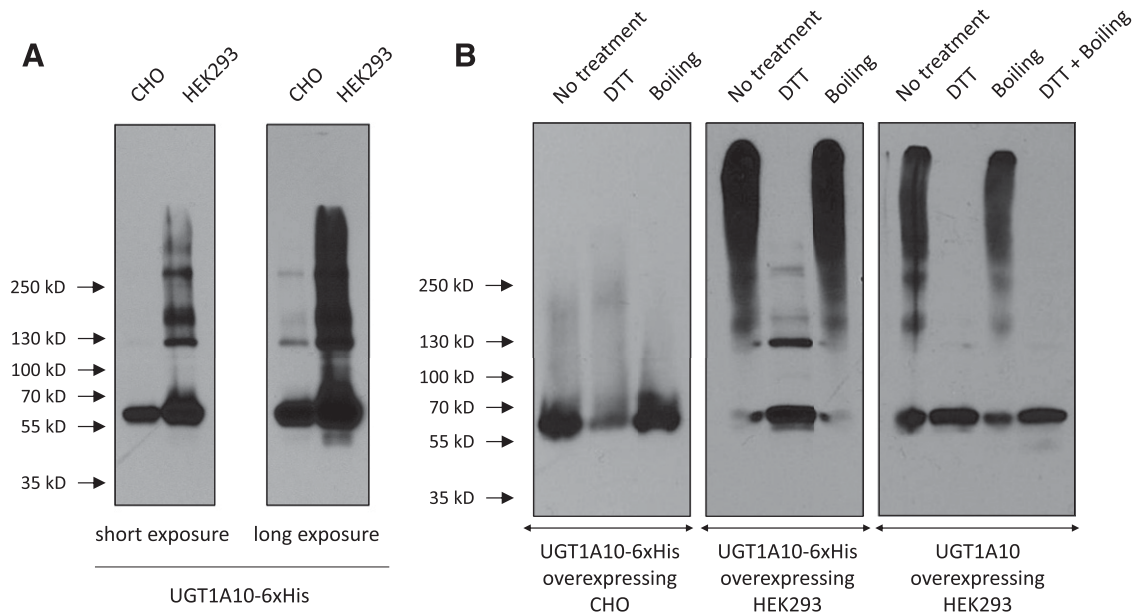 A
CHO
HEK293
CHO
HEK293
250 kD
130 kD
100 kD
70 kD
55 kD
35 kD
short exposure
long exposure
UGT1A10-6xHis
B
No treatment
DTT
Boiling
No treatment
DTT
Boiling
No treatment
DTT
Boiling
DTT + Boiling
250 kD
130 kD
100 kD
70 kD
55 kD
35 kD
UGT1A10-6xHis
overexpressing
CHO
UGT1A10-6xHis
overexpressing
HEK293
UGT1A10
overexpressing
HEK293